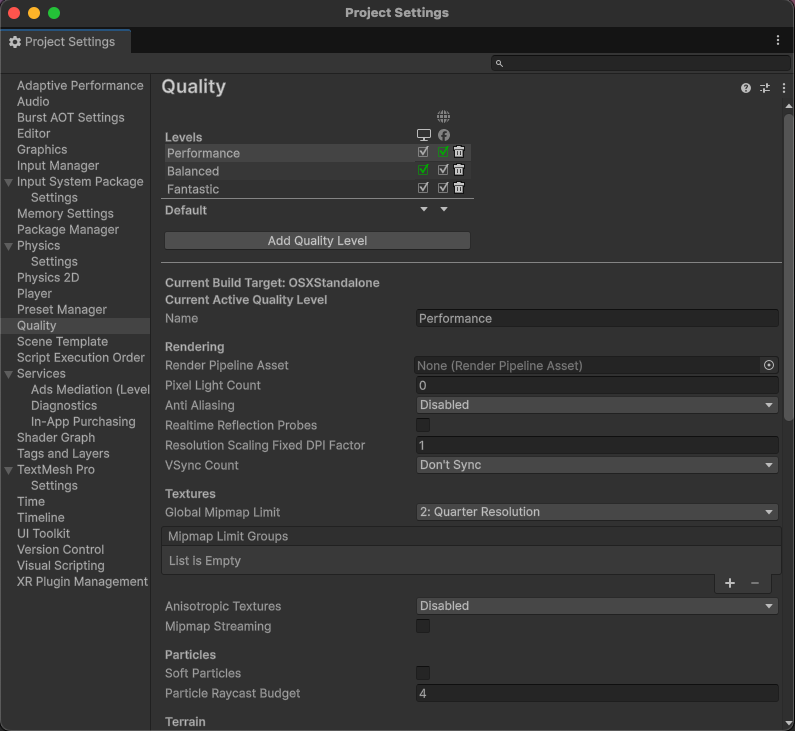 Project Settings
Project Settings
Adaptive Performance
Audio
Burst AOT Settings
Editor
Graphics
Input Manager
Input System Package
Settings
Memory Settings
Package Manager
Physics
Settings
Physics 2D
Player
Preset Manager
Quality
Scene Template
Script Execution Order
Services
Ads Mediation (Level
Diagnostics
In-App Purchasing
Shader Graph
Tags and Layers
TextMesh Pro
Settings
Time
Timeline
UI Toolkit
Version Control
Visual Scripting
XR Plugin Management
Quality
Levels
Performance
Balanced
Fantastic
Default
Add Quality Level
Current Build Target: OSXStandalone
Current Active Quality Level
Name Performance
Rendering
Render Pipeline Asset None (Render Pipeline Asset)
Pixel Light Count 0
Anti Aliasing Disabled
Realtime Reflection Probes
Resolution Scaling Fixed DPI Factor 1
VSync Count Don't Sync
Textures
Global Mipmap Limit 2: Quarter Resolution
Mipmap Limit Groups
List Is Empty
+ −
Anisotropic Textures Disabled
Mipmap Streaming
Particles
Soft Particles
Particle Raycast Budget 4
Terrain